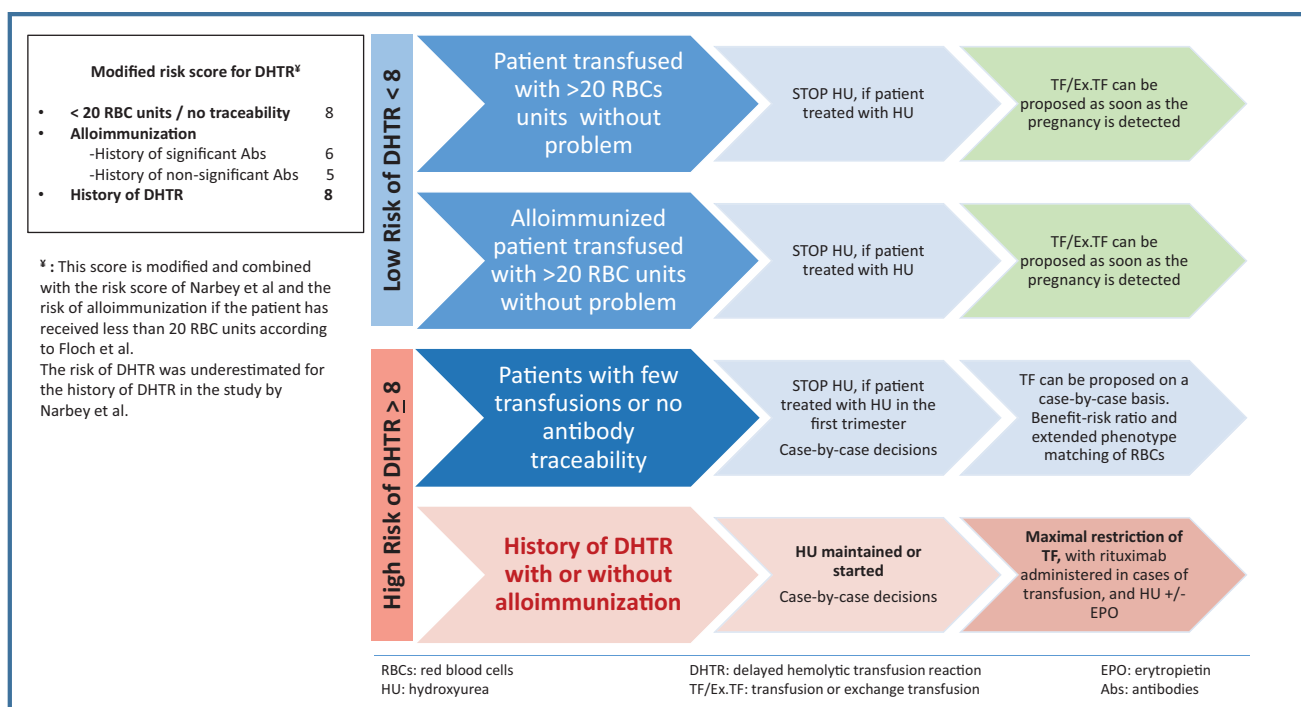 Modified risk score for DHTR¥
• < 20 RBC units / no traceability 8
• Alloimmunization
-History of significant Abs 6
-History of non-significant Abs 5
• History of DHTR 8
¥ : This score is modified and combined
with the risk score of Narbey et al and the
risk of alloimmunization if the patient has
received less than 20 RBC units according
to Floch et al.
The risk of DHTR was underestimated for
the history of DHTR in the study by
Narbey et al.
Low Risk of DHTR < 8
Patient transfused
with >20 RBCs
units without
problem
STOP HU, if patient
treated with HU
TF/Ex.TF can be
proposed as soon as the
pregnancy is detected
Alloimmunized
patient transfused
with >20 RBC units
without problem
STOP HU, if patient
treated with HU
TF/Ex.TF can be
proposed as soon as the
pregnancy is detected
High Risk of DHTR ≥ 8
Patients with few
transfusions or no
antibody
traceability
STOP HU, if patient
treated with HU in the
first trimester
Case-by-case decisions
TF can be proposed on a
case-by-case basis.
Benefit-risk ratio and
extended phenotype
matching of RBCs
History of DHTR
with or without
alloimmunization
HU maintained or
started
Case-by-case decisions
Maximal restriction of
TF, with rituximab
administered in cases of
transfusion, and HU +/-
EPO
RBCs: red blood cells DHTR: delayed hemolytic transfusion reaction EPO: erytropietin
HU: hydroxyurea TF/Ex.TF: transfusion or exchange transfusion Abs: antibodies